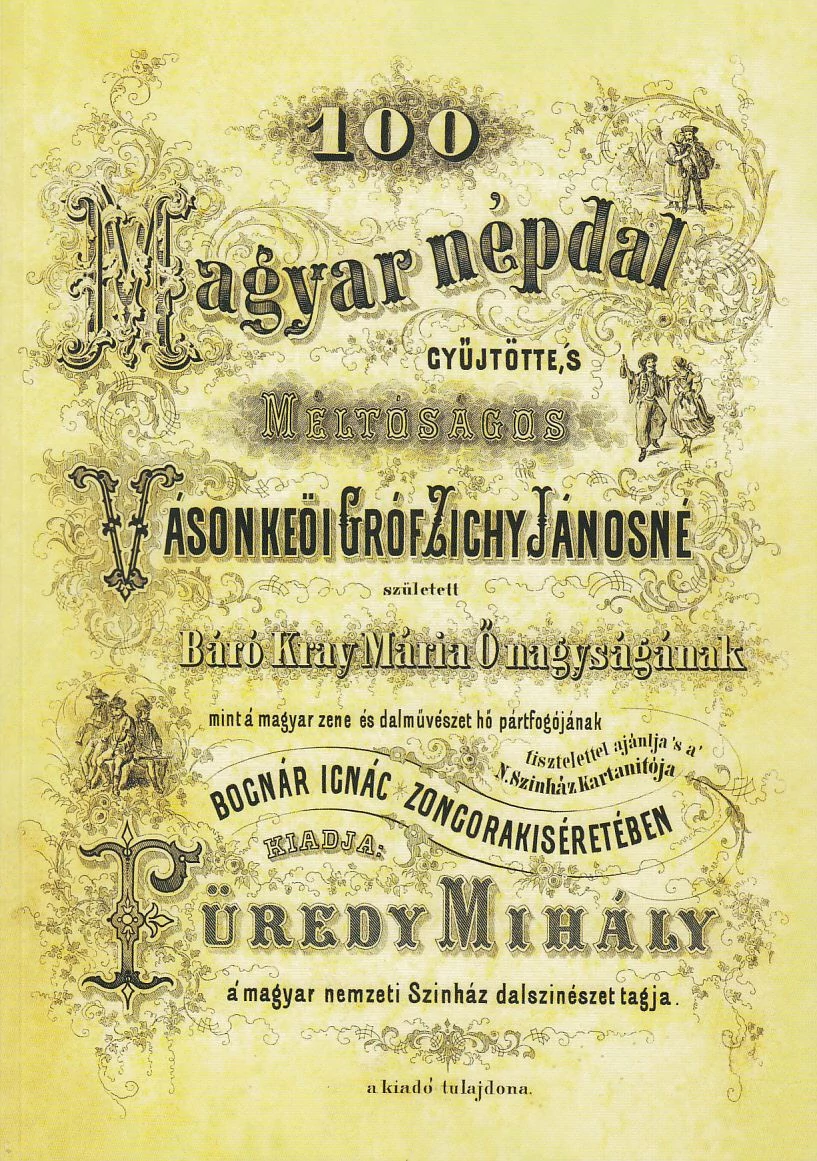 100
Magyar népdal
GYŰJTÖTTE,'S
MÉLTÓSÁGOS
VÁSONKEŐI GRÓF ZICHY JÁNOSNÉ
született
Báró Kray Mária Ő nagyságának
mint á magyar zene és dalművészet hő pártfogójának
tisztelettel ajánlja 's a'
N. Szinház kartanitója
BOGNÁR IGNÁC ZONGORAKISÉRETÉBEN
KIADJA:
FÜREDY MIHÁLY
á magyar nemzeti Szinház dalszinészet tagja.
a kiadó tulajdona.